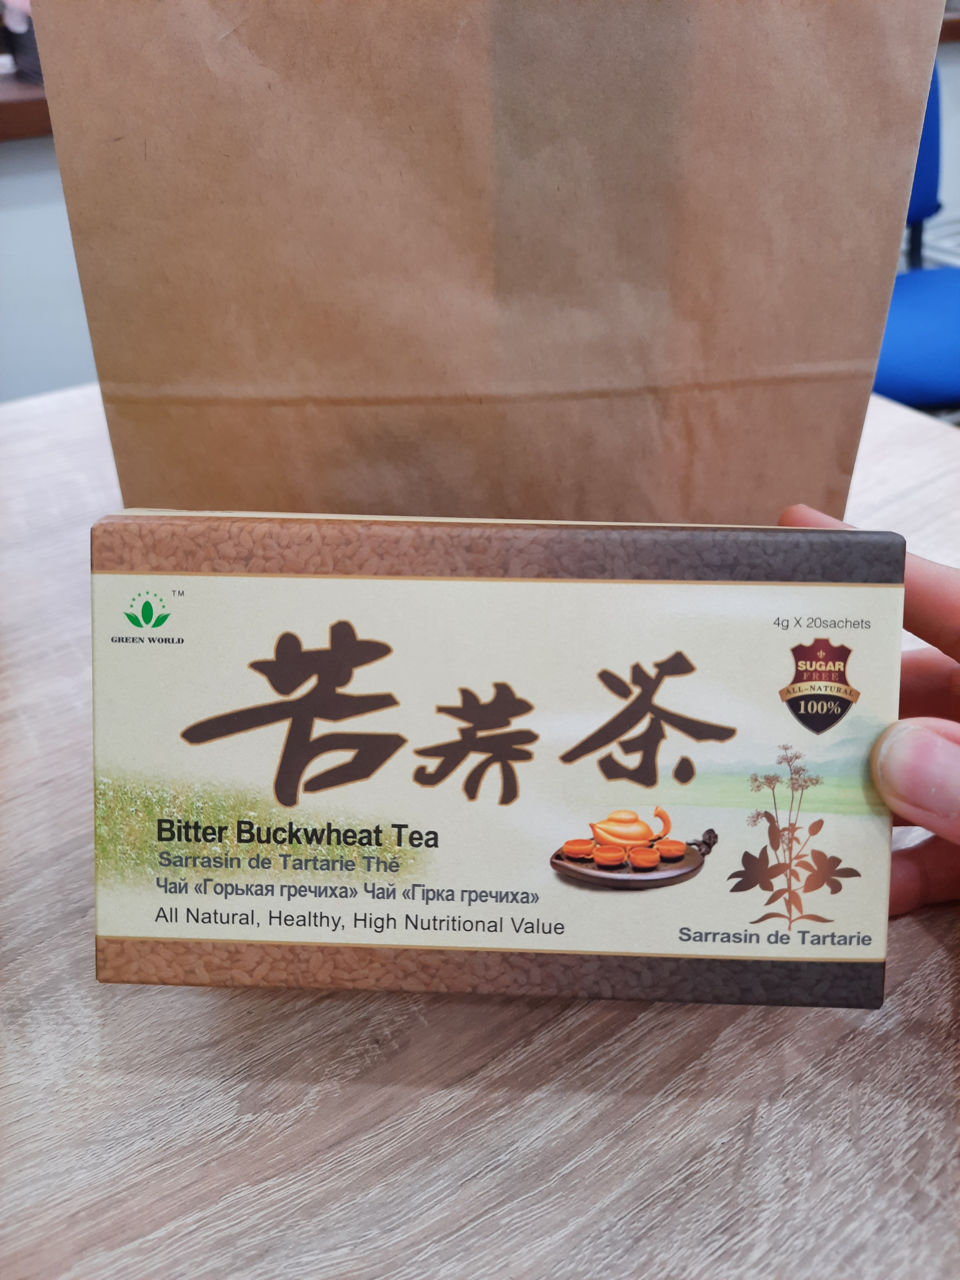 TM
GREEN WORLD
4g X 20sachets
SUGAR
FREE
ALL-NATURAL
100%
苦荞茶
Bitter Buckwheat Tea
Sarrasin de Tartarie Thé
Чай «Горькая гречиха» Чай «Гірка гречиха»
All Natural, Healthy, High Nutritional Value
Sarrasin de Tartarie